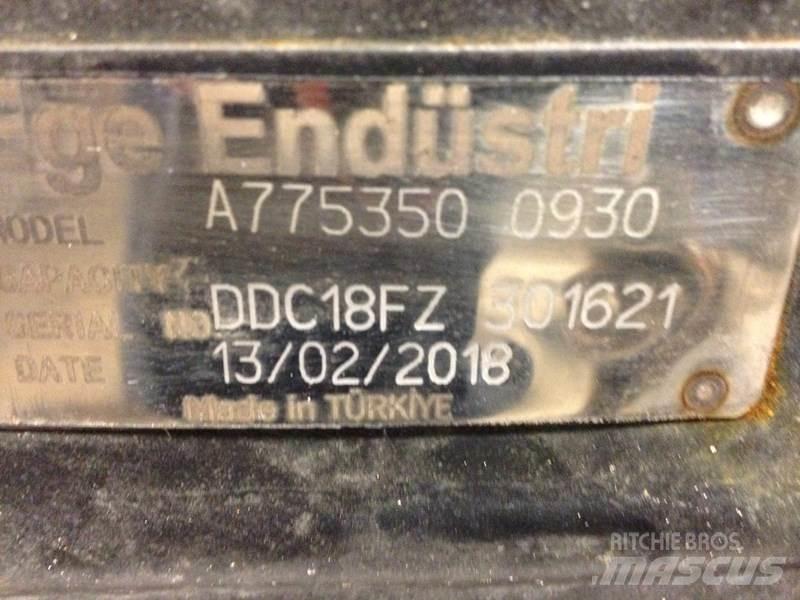 Ege Endüstri
MODEL A775350 0930
CAPACITY
SERIAL NO DDC18FZ 301621
DATE 13/02/2018
Made in TÜRKİYE
RITCHIE BROS.
MASCUS